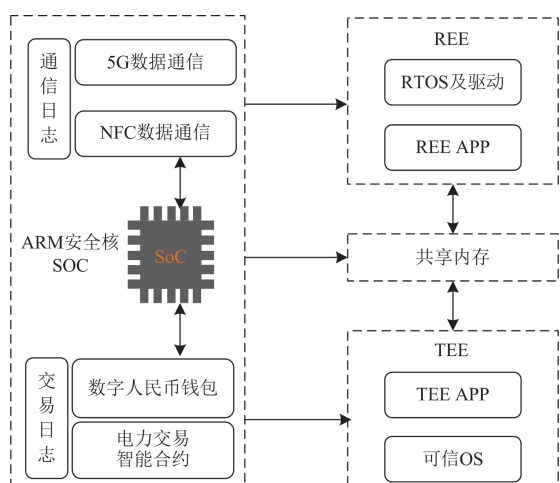 通信日志
5G数据通信
NFC数据通信
ARM安全核
SOC
SoC
交易日志
数字人民币钱包
电力交易
智能合约
REE
RTOS及驱动
REE APP
共享内存
TEE
TEE APP
可信OS